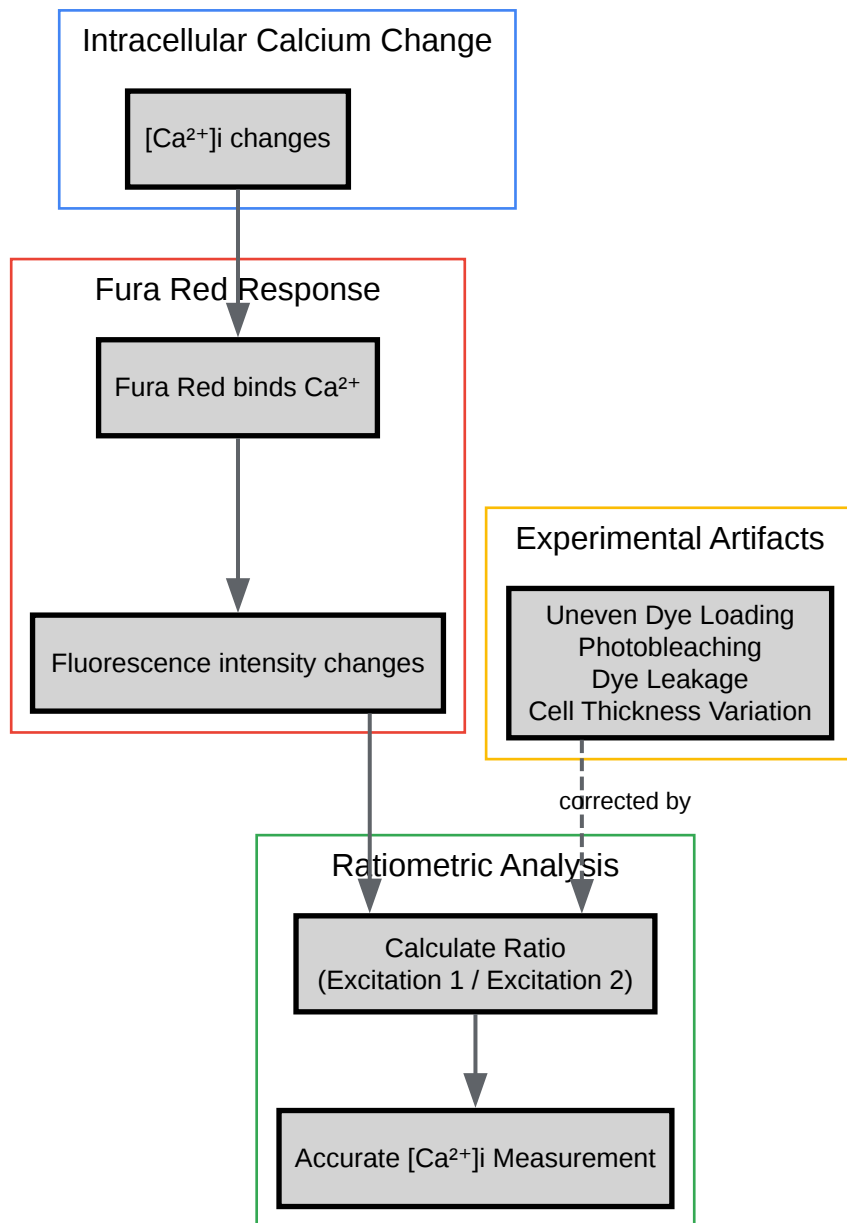 Intracellular Calcium Change
[Ca²⁺]i changes
Fura Red Response
Fura Red binds Ca²⁺
Fluorescence intensity changes
Experimental Artifacts
Uneven Dye Loading
Photobleaching
Dye Leakage
Cell Thickness Variation
corrected by
Ratiometric Analysis
Calculate Ratio
(Excitation 1 / Excitation 2)
Accurate [Ca²⁺]i Measurement